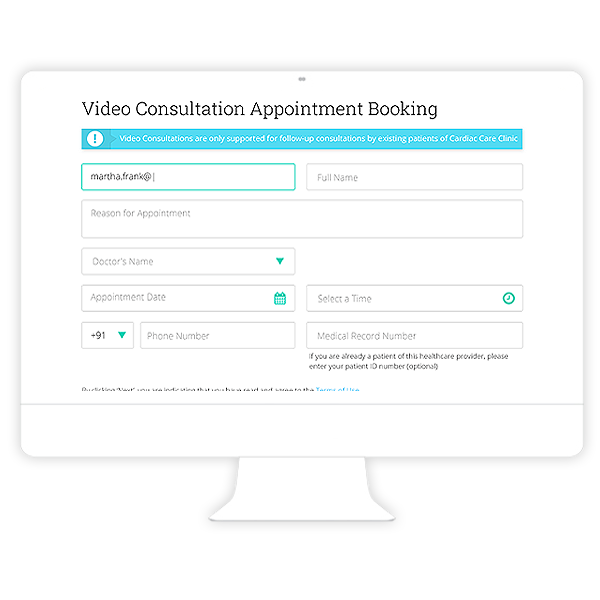 Video Consultation Appointment Booking
Video Consultations are only supported for follow-up consultations by existing patients of Cardiac Care Clinic
martha.frank@
Full Name
Reason for Appointment
Doctor's Name
Appointment Date
Select a Time
+91
Phone Number
Medical Record Number
If you are already a patient of this healthcare provider, please
enter your patient ID number (optional)
By clicking 'Next' you are indicating that you have read and agree to the Terms of Use